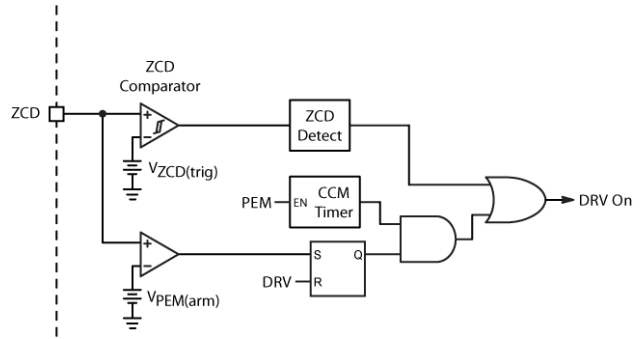 ZCD
Comparator
ZCD
+
−
ZCD
Detect
VZCD(trig)
PEM
EN
CCM
Timer
DRV On
+
−
S
Q
DRV
R
VPEM(arm)